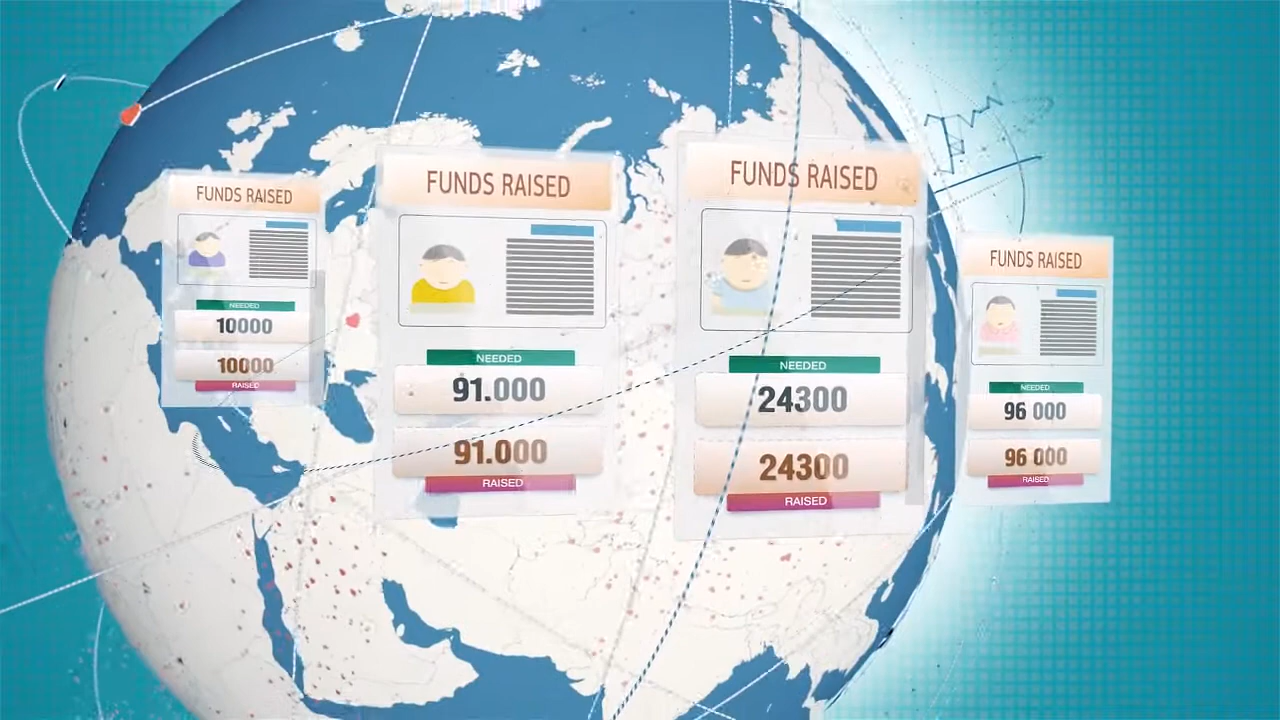 FUNDS RAISED
NEEDED
10000
10000
RAISED
FUNDS RAISED
NEEDED
91.000
91.000
RAISED
FUNDS RAISED
NEEDED
24300
24300
RAISED
FUNDS RAISED
NEEDED
96 000
96 000
RAISED